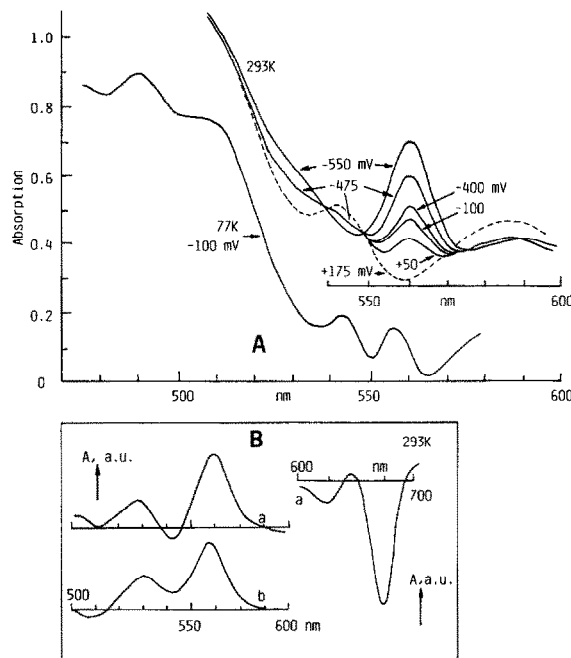 1.0
0.8
0.6
0.4
0.2
0
Absorption
293K
-550 mV
-475
-400 mV
-100
+50
+175 mV
550 nm 600
77K
-100 mV
A
500 nm 550 600
B
A, a.u.
a
500
b
550 600 nm
293K
600 nm
700
a
A,a.u.